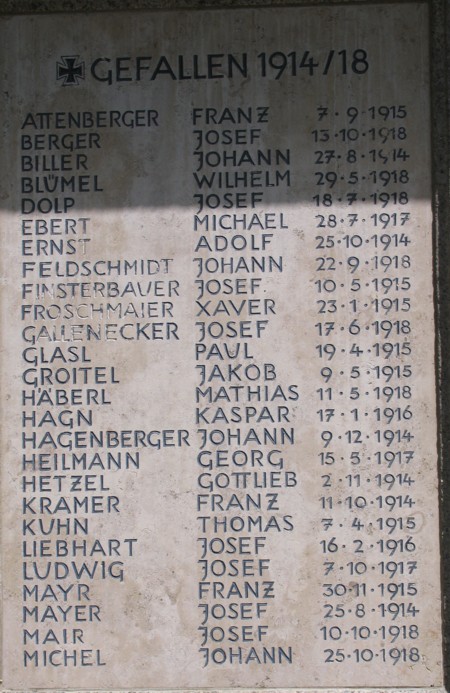 GEFALLEN 1914/18
ATTENBERGER FRANZ 7·9·1915
BERGER JOSEF 13·10·1918
BILLER JOHANN 27·8·1914
BLÜMEL WILHELM 29·5·1918
DOLP JOSEF 18·7·1918
EBERT MICHAEL 28·7·1917
ERNST ADOLF 25·10·1914
FELDSCHMIDT JOHANN 22·9·1918
FINSTERBAUER JOSEF 10·5·1915
FROSCHMAIER XAVER 23·1·1915
GALLENECKER JOSEF 17·6·1918
GLASL PAUL 19·4·1915
GROITEL JAKOB 9·5·1915
HÄBERL MATHIAS 11·5·1918
HAGN KASPAR 17·1·1916
HAGENBERGER JOHANN 9·12·1914
HEILMANN GEORG 15·5·1917
HETZEL GOTTLIEB 2·11·1914
KRAMER FRANZ 11·10·1914
KUHN THOMAS 7·4·1915
LIEBHART JOSEF 16·2·1916
LUDWIG JOSEF 7·10·1917
MAYR FRANZ 30·11·1915
MAYER JOSEF 25·8·1914
MAIR JOSEF 10·10·1918
MICHEL JOHANN 25·10·1918